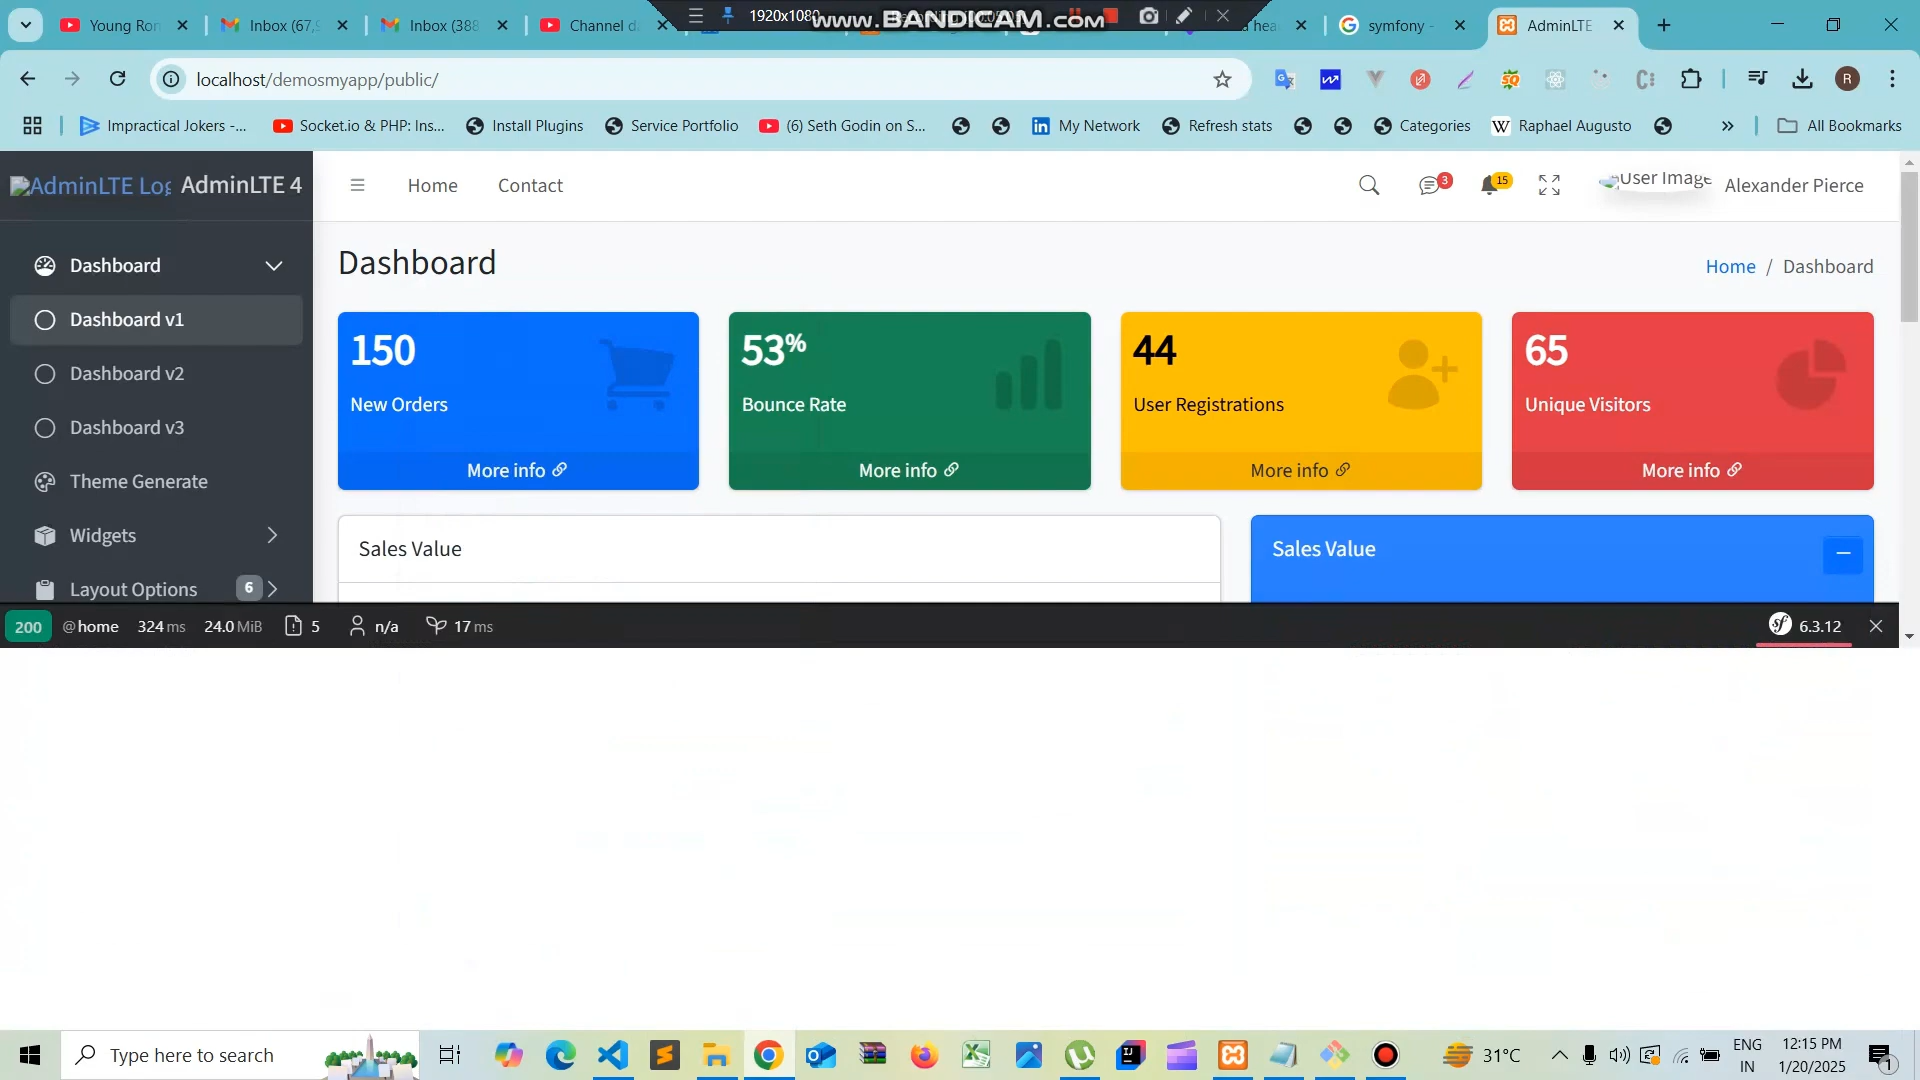 Young Ron
Inbox (67,9
Inbox (388
Channel d
1920x1080
www.BANDICAM.com
symfony -
AdminLTE
localhost/demosmyapp/public/
Impractical Jokers -...
Socket.io & PHP: Ins...
Install Plugins
Service Portfolio
(6) Seth Godin on S...
My Network
Refresh stats
Categories
Raphael Augusto
All Bookmarks
AdminLTE Log AdminLTE 4
Home
Contact
3
15
User Image
Alexander Pierce
Dashboard
Dashboard v1
Dashboard v2
Dashboard v3
Theme Generate
Widgets
Layout Options 6
Dashboard
Home / Dashboard
150
New Orders
More info
53%
Bounce Rate
More info
44
User Registrations
More info
65
Unique Visitors
More info
Sales Value
Sales Value
200 @home 324 ms 24.0 MiB 5 n/a 17 ms
6.3.12
Type here to search
31°C
ENG
IN
12:15 PM
1/20/2025
1